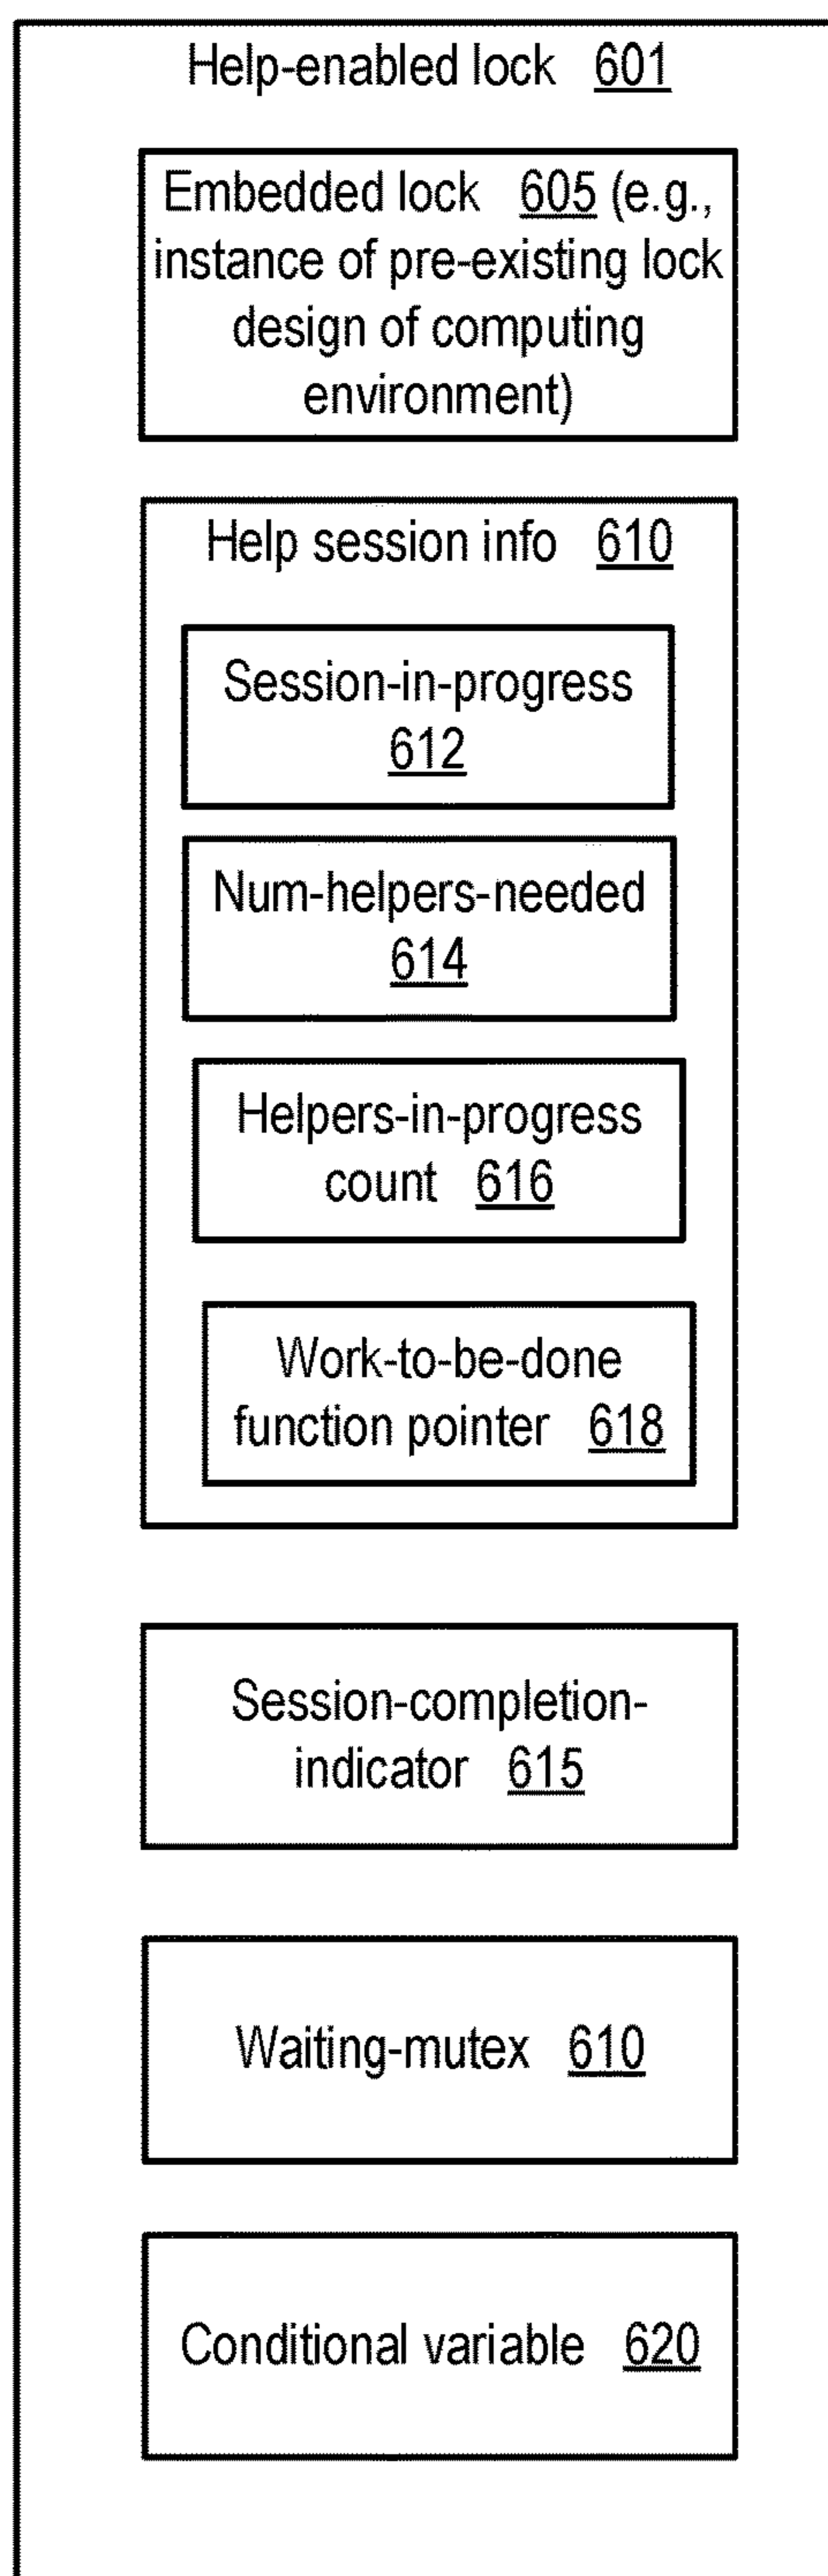 Help-enabled lock 601
Embedded lock 605 (e.g.,
instance of pre-existing lock
design of computing
environment)
Help session info 610
Session-in-progress
612
Num-helpers-needed
614
Helpers-in-progress
count 616
Work-to-be-done
function pointer 618
Session-completion-
indicator 615
Waiting-mutex 610
Conditional variable 620